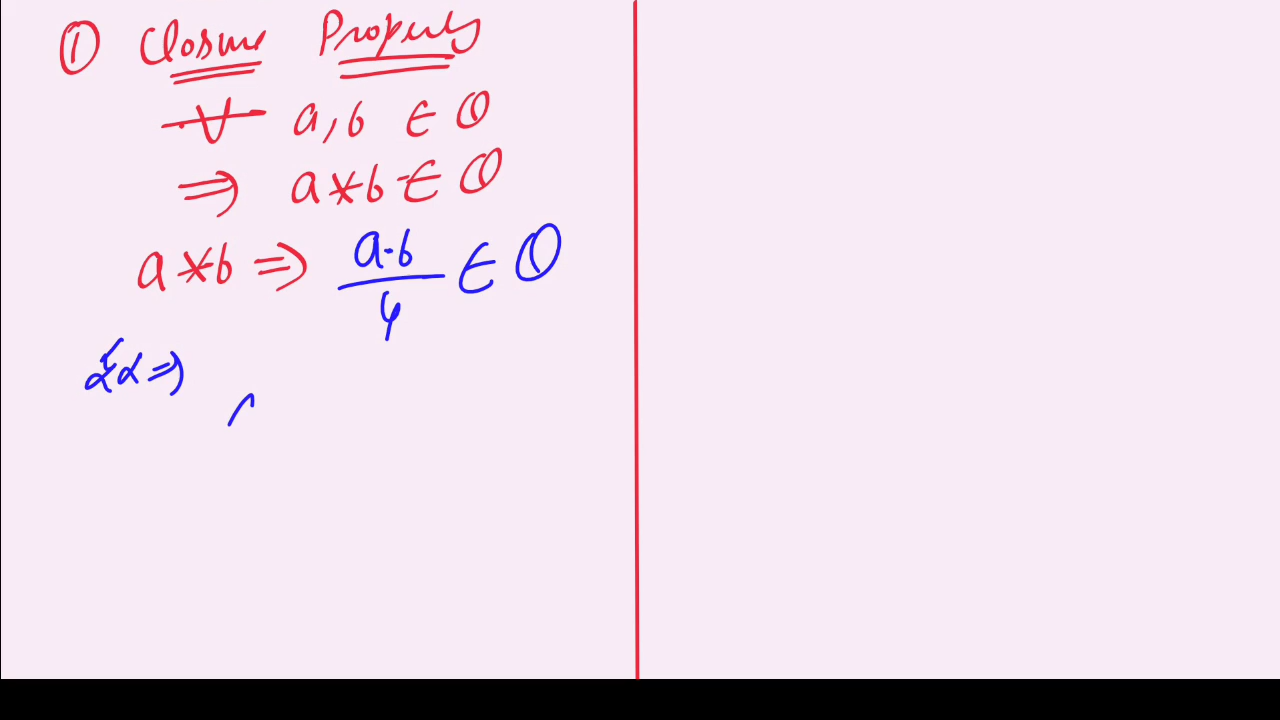 ① Closure Property
∀ a, b ∈ Q
⇒ a * b ∈ Q
a * b ⇒ a·b/4 ∈ Q